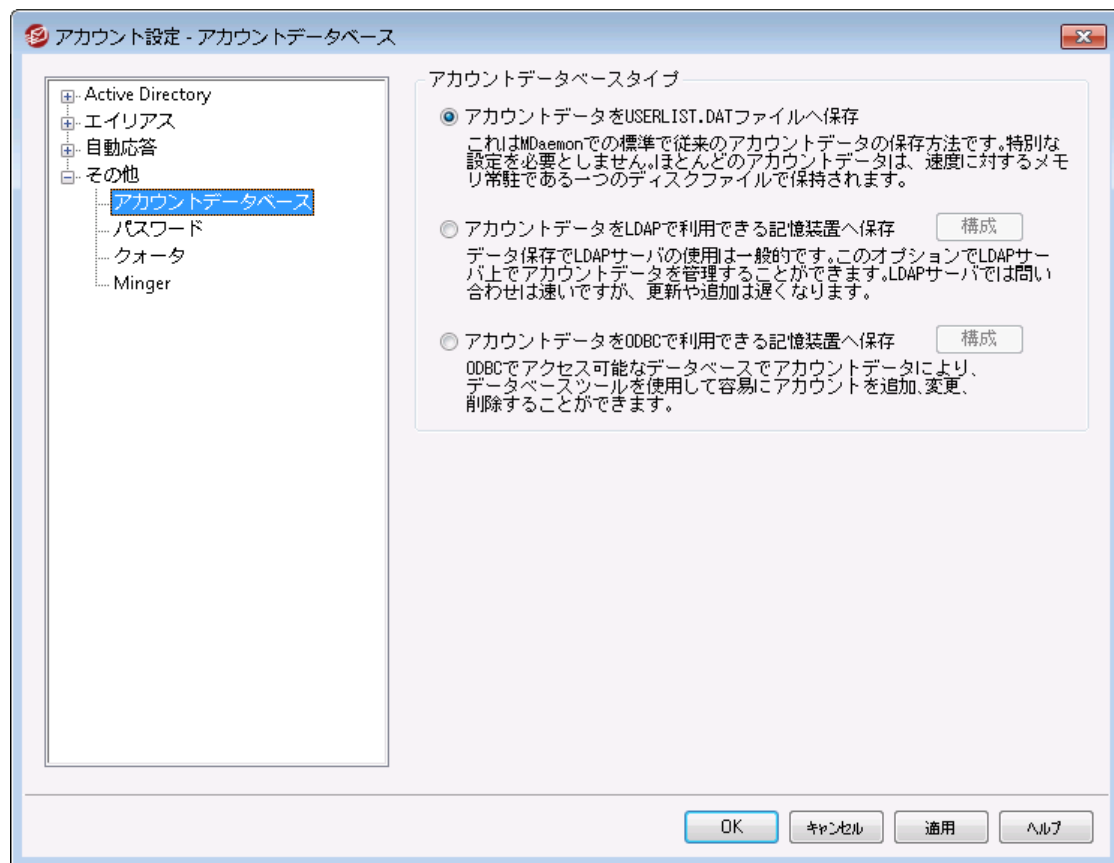 アカウント設定 - アカウントデータベース
Active Directory
エイリアス
自動応答
その他
アカウントデータベース
パスワード
クォータ
Minger
アカウントデータベースタイプ
アカウントデータをUSERLIST.DATファイルへ保存
これはMDaemonでの標準で従来のアカウントデータの保存方法です。特別な
設定を必要としません。ほとんどのアカウントデータは、速度に対するメモ
リ常駐である一つのディスクファイルで保持されます。
アカウントデータをLDAPで利用できる記憶装置へ保存
構成
データ保存でLDAPサーバの使用は一般的です。このオプションでLDAPサー
バ上でアカウントデータを管理することができます。LDAPサーバでは問い
合わせは速いですが、更新や追加は遅くなります。
アカウントデータをODBCで利用できる記憶装置へ保存
構成
ODBCでアクセス可能なデータベースでアカウントデータにより、
データベースツールを使用して容易にアカウントを追加、変更、
削除することができます。
OK
キャンセル
適用
ヘルプ